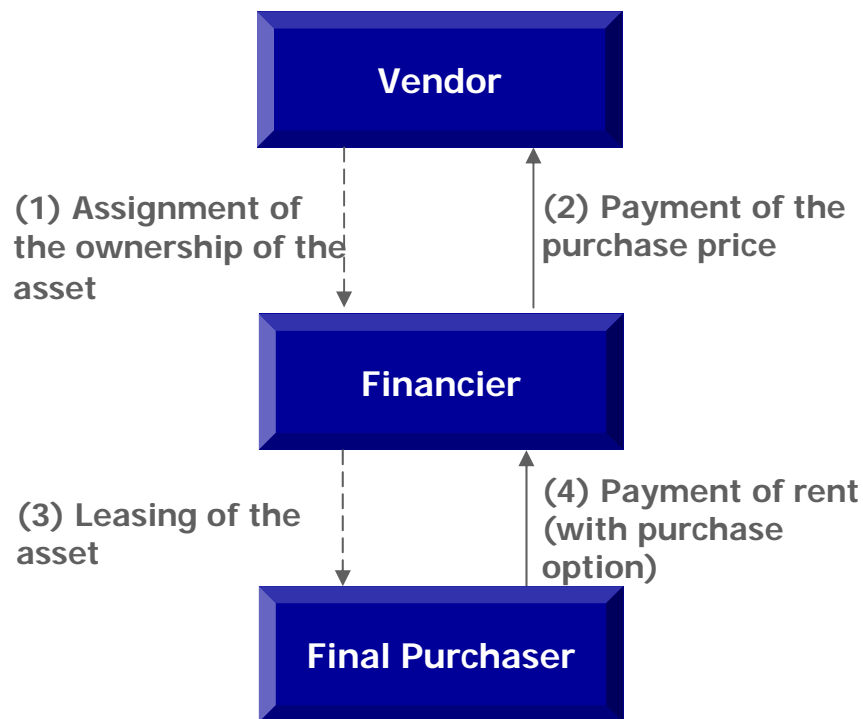 Vendor
(1) Assignment of
the ownership of the
asset
(2) Payment of the
purchase price
Financier
(3) Leasing of the
asset
(4) Payment of rent
(with purchase
option)
Final Purchaser